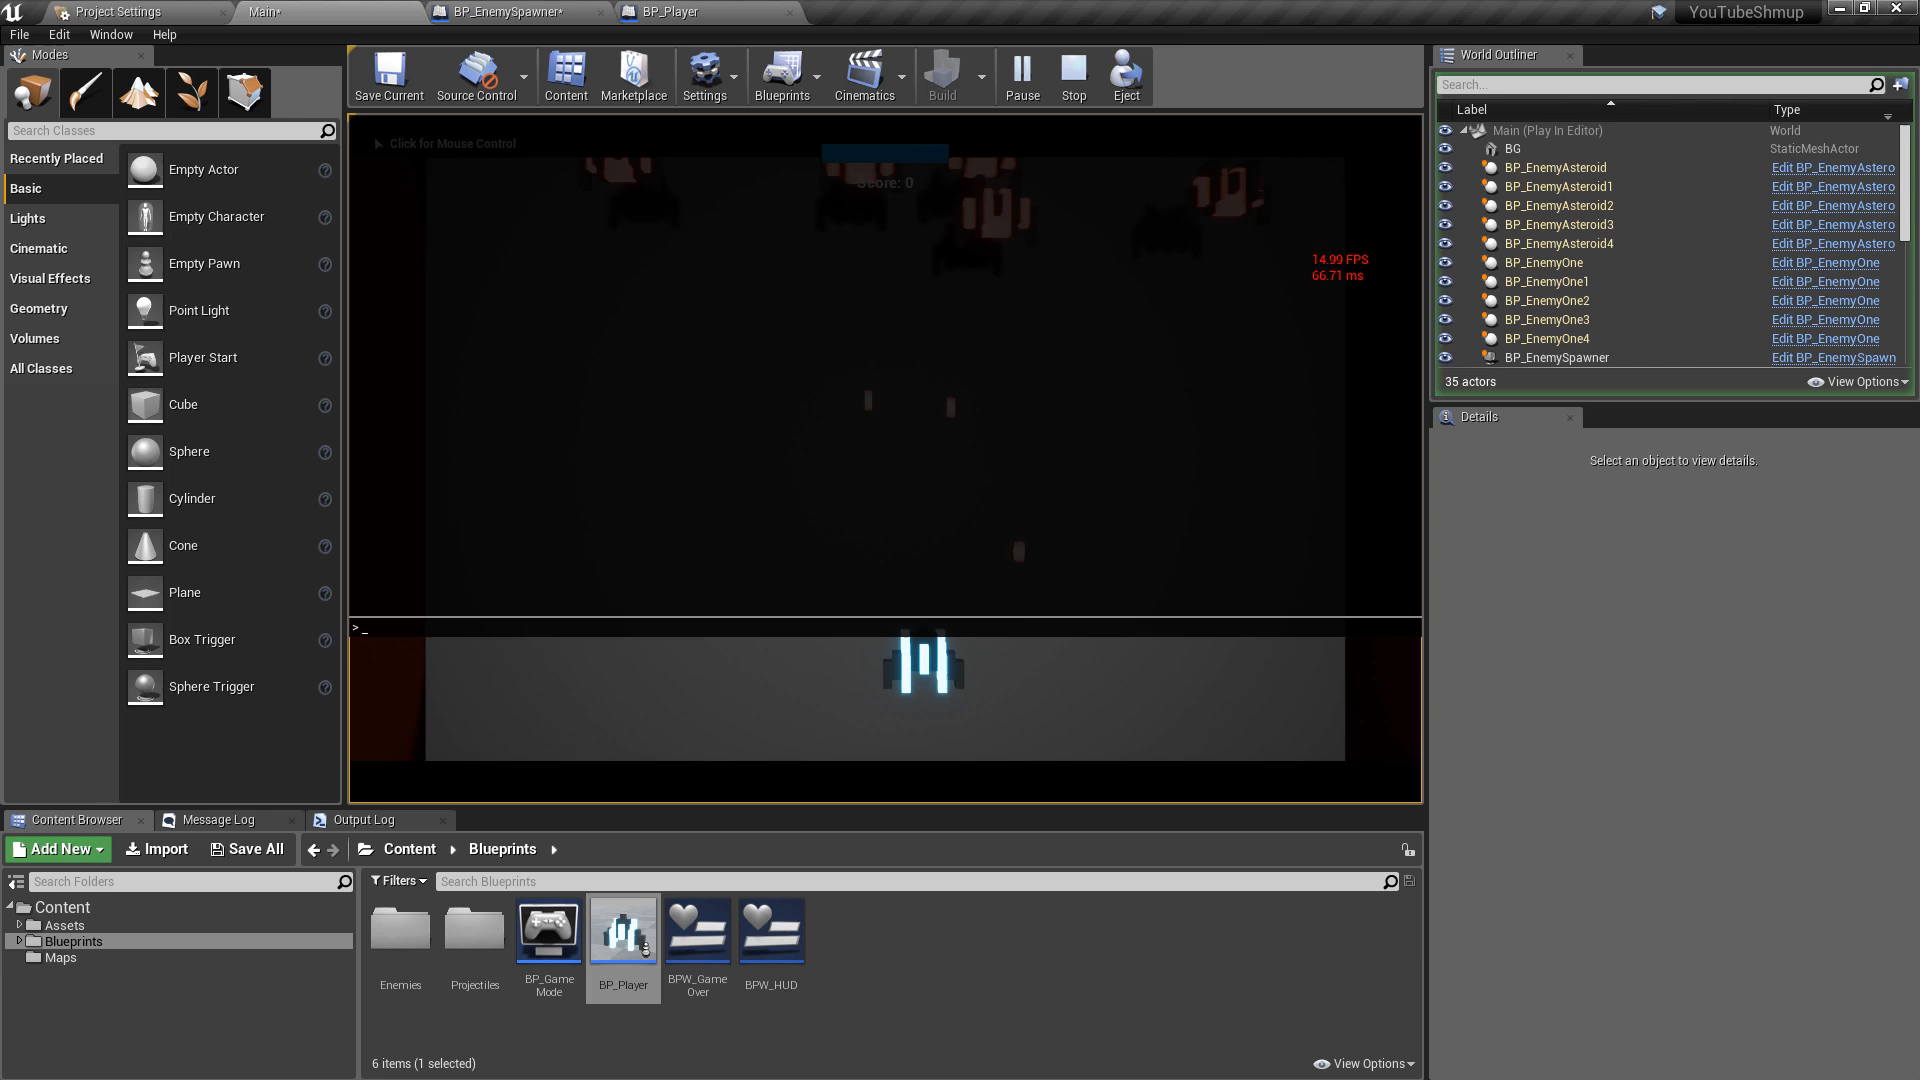 Project Settings
Main*
BP_EnemySpawner*
BP_Player
YouTubeShmup
File
Edit
Window
Help
Modes
Search Classes
Recently Placed
Basic
Lights
Cinematic
Visual Effects
Geometry
Volumes
All Classes
Empty Actor
Empty Character
Empty Pawn
Point Light
Player Start
Cube
Sphere
Cylinder
Cone
Plane
Box Trigger
Sphere Trigger
Save Current
Source Control
Content
Marketplace
Settings
Blueprints
Cinematics
Build
Pause
Stop
Eject
Click for Mouse Control
Score: 0
14.99 FPS
66.71 ms
>_
World Outliner
Search...
Label
Type
Main (Play In Editor)
World
BG
StaticMeshActor
BP_EnemyAsteroid
Edit BP_EnemyAstero
BP_EnemyAsteroid1
Edit BP_EnemyAstero
BP_EnemyAsteroid2
Edit BP_EnemyAstero
BP_EnemyAsteroid3
Edit BP_EnemyAstero
BP_EnemyAsteroid4
Edit BP_EnemyAstero
BP_EnemyOne
Edit BP_EnemyOne
BP_EnemyOne1
Edit BP_EnemyOne
BP_EnemyOne2
Edit BP_EnemyOne
BP_EnemyOne3
Edit BP_EnemyOne
BP_EnemyOne4
Edit BP_EnemyOne
BP_EnemySpawner
Edit BP_EnemySpawn
35 actors
View Options
Details
Select an object to view details.
Content Browser
Message Log
Output Log
Add New
Import
Save All
Content
Blueprints
Search Folders
Content
Assets
Blueprints
Maps
Filters
Search Blueprints
Enemies
Projectiles
BP_Game
Mode
BP_Player
BPW_Game
Over
BPW_HUD
6 items (1 selected)
View Options